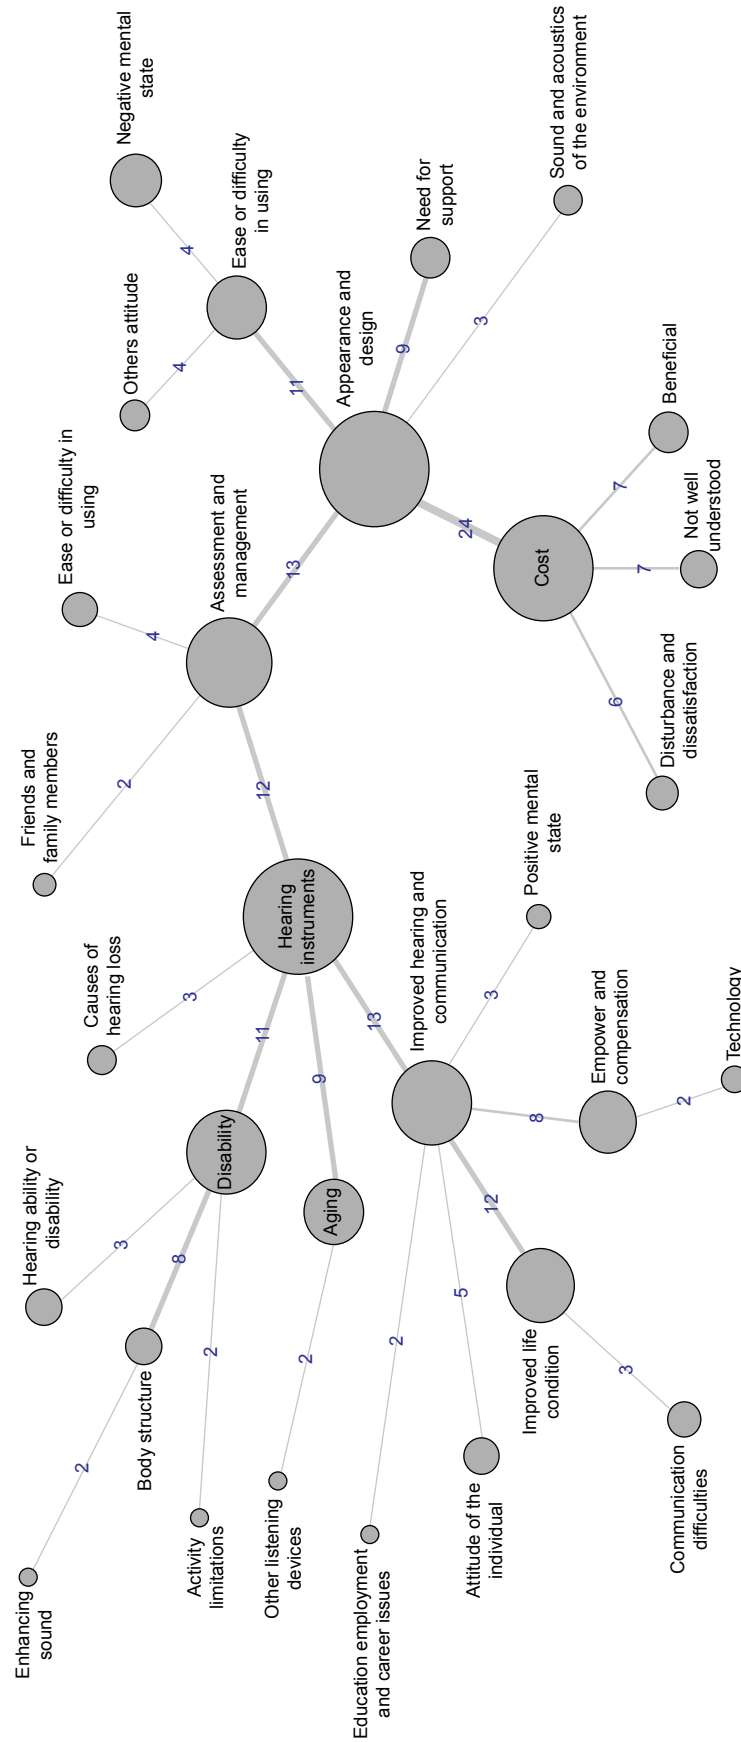 Enhancing
sound
Hearing ability or
disability
Friends and
family members
Ease or difficulty in
using
Causes of
hearing loss
Negative mental
state
Others attitude
2
3
2
Body structure
4
8
3
4
4
Activity
limitations
2
Disability
Assessment and
management
Ease or difficulty
in using
11
12
Other listening
devices
2
9
Aging
Hearing
instruments
13
11
Appearance and
design
Education employment
and career issues
2
13
9
Need for
support
Improved hearing and
communication
5
12
24
3
Attitude of the
individual
3
Positive mental
state
Improved life
condition
8
Cost
Sound and acoustics
of the environment
Empower and
compensation
3
6
7
7
Communication
difficulties
2
Disturbance and
dissatisfaction
Not well
understood
Beneficial
Technology